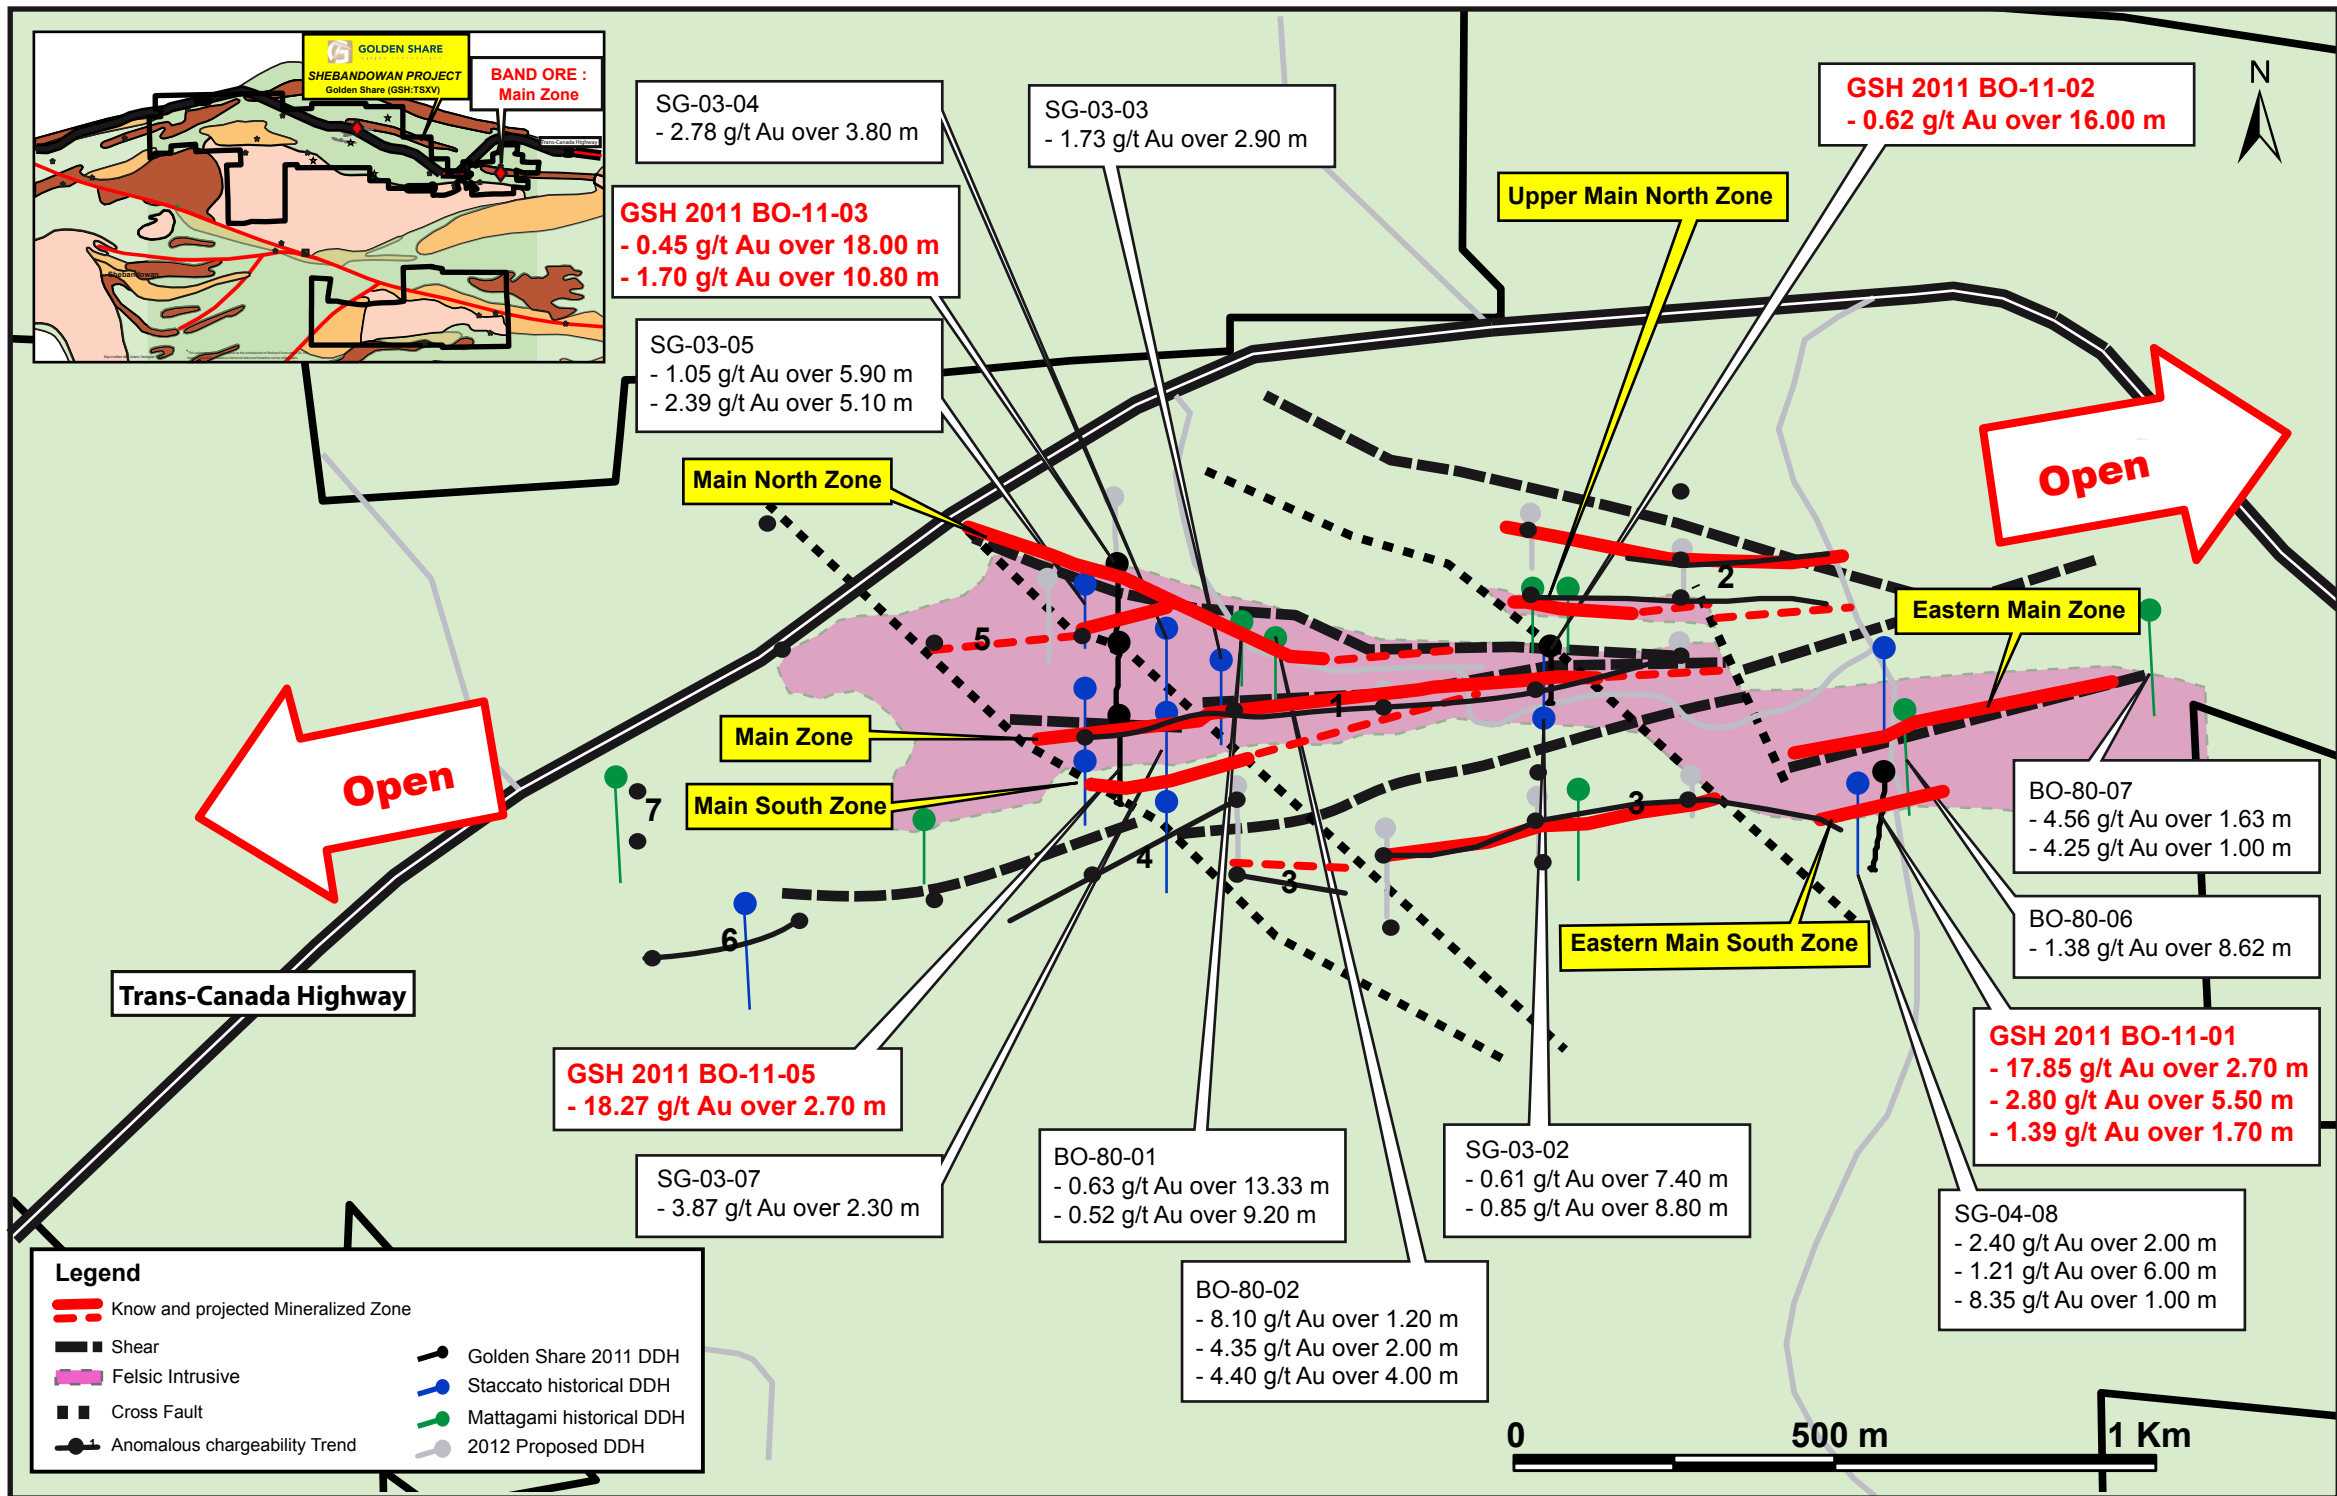 GOLDEN SHARE
SHEBANDOWAN PROJECT
Golden Share (GSH:TSXV)
BAND ORE :
Main Zone
Trans-Canada Highway
Shebandowan
SG-03-04
- 2.78 g/t Au over 3.80 m
SG-03-03
- 1.73 g/t Au over 2.90 m
GSH 2011 BO-11-02
- 0.62 g/t Au over 16.00 m
N
Upper Main North Zone
GSH 2011 BO-11-03
- 0.45 g/t Au over 18.00 m
- 1.70 g/t Au over 10.80 m
SG-03-05
- 1.05 g/t Au over 5.90 m
- 2.39 g/t Au over 5.10 m
Main North Zone
Open
2
Eastern Main Zone
5
1
Main Zone
Open
Main South Zone
7
3
4
3
6
BO-80-07
- 4.56 g/t Au over 1.63 m
- 4.25 g/t Au over 1.00 m
BO-80-06
- 1.38 g/t Au over 8.62 m
Eastern Main South Zone
Trans-Canada Highway
GSH 2011 BO-11-01
- 17.85 g/t Au over 2.70 m
- 2.80 g/t Au over 5.50 m
- 1.39 g/t Au over 1.70 m
GSH 2011 BO-11-05
- 18.27 g/t Au over 2.70 m
SG-03-07
- 3.87 g/t Au over 2.30 m
BO-80-01
- 0.63 g/t Au over 13.33 m
- 0.52 g/t Au over 9.20 m
SG-03-02
- 0.61 g/t Au over 7.40 m
- 0.85 g/t Au over 8.80 m
SG-04-08
- 2.40 g/t Au over 2.00 m
- 1.21 g/t Au over 6.00 m
- 8.35 g/t Au over 1.00 m
BO-80-02
- 8.10 g/t Au over 1.20 m
- 4.35 g/t Au over 2.00 m
- 4.40 g/t Au over 4.00 m
Legend
Know and projected Mineralized Zone
Shear
Felsic Intrusive
Cross Fault
1
Anomalous chargeability Trend
Golden Share 2011 DDH
Staccato historical DDH
Mattagami historical DDH
2012 Proposed DDH
0
500 m
1 Km